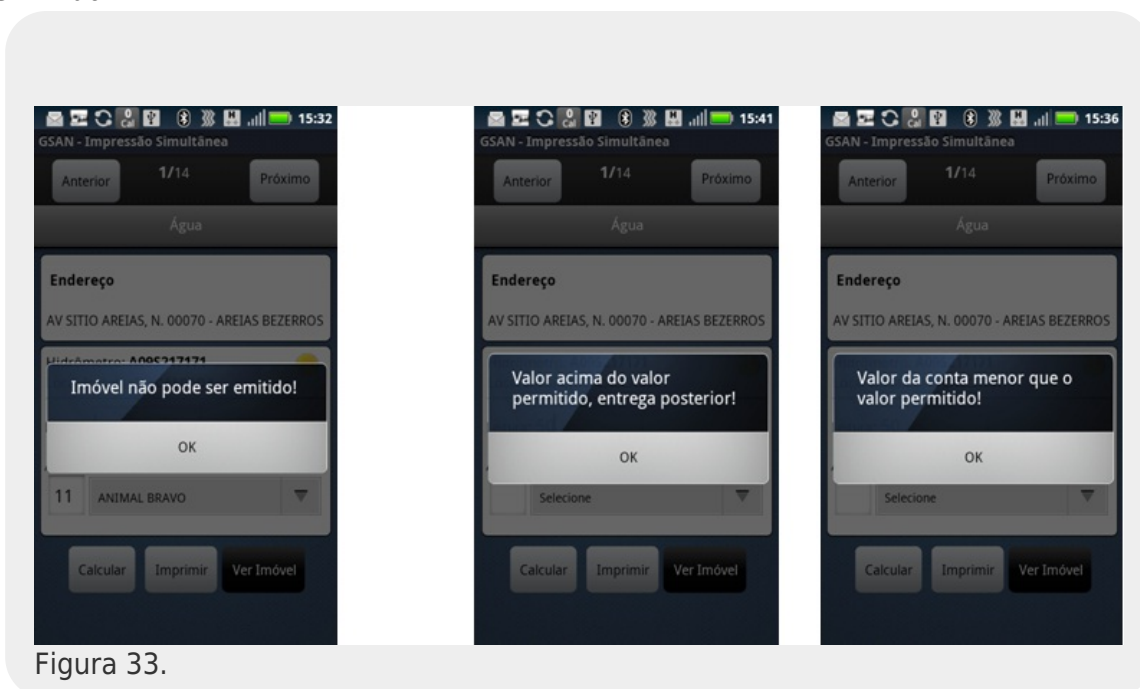 15:32
GSAN - Impressão Simultânea
Anterior 1/14 Próximo
Água
Endereço
AV SITIO AREIAS, N. 00070 - AREIAS BEZERROS
Hidrômetro: A09S217171
Imóvel não pode ser emitido!
OK
11 ANIMAL BRAVO
Calcular Imprimir Ver Imóvel
15:41
GSAN - Impressão Simultânea
Anterior 1/14 Próximo
Água
Endereço
AV SITIO AREIAS, N. 00070 - AREIAS BEZERROS
Valor acima do valor
permitido, entrega posterior!
OK
Selecione
Calcular Imprimir Ver Imóvel
15:36
GSAN - Impressão Simultânea
Anterior 1/14 Próximo
Água
Endereço
AV SITIO AREIAS, N. 00070 - AREIAS BEZERROS
Valor da conta menor que o
valor permitido!
OK
Selecione
Calcular Imprimir Ver Imóvel
Figura 33.